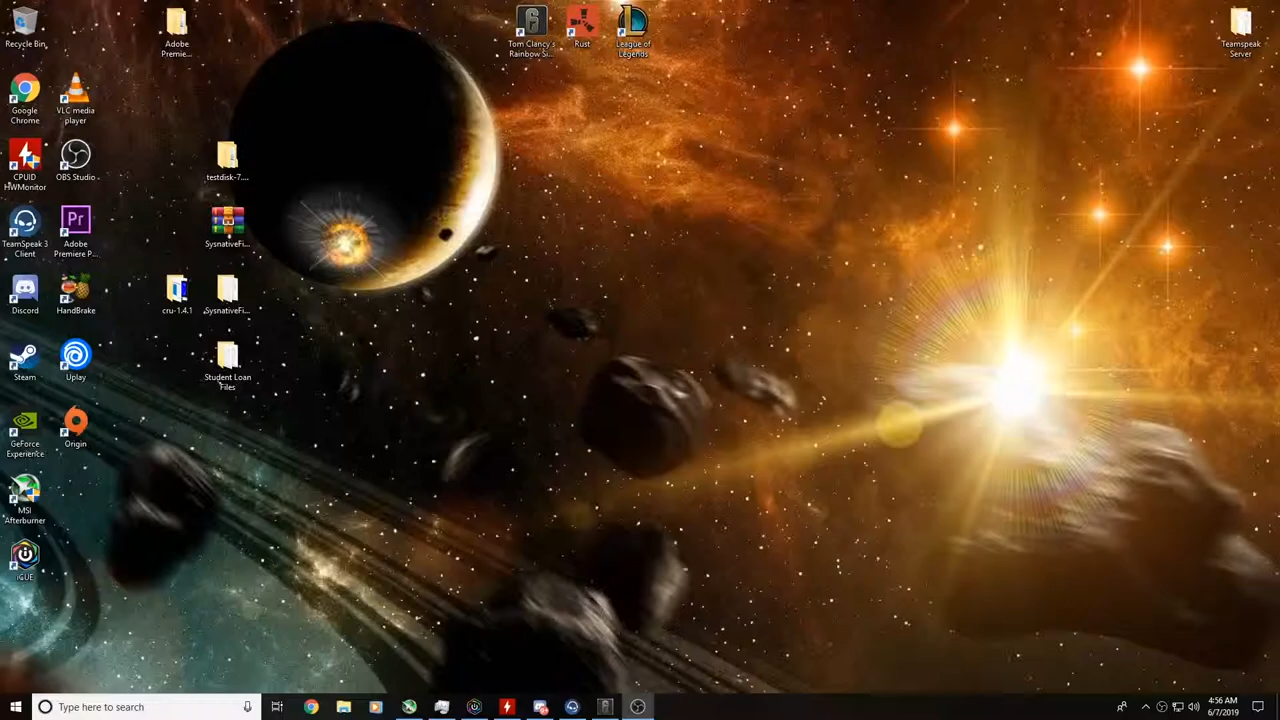 Recycle Bin
Adobe
Premie...
Tom Clancy's
Rainbow Si...
Rust
League of
Legends
Teamspeak
Server
Google
Chrome
VLC media
player
CPUID
HWMonitor
OBS Studio
testdisk-7....
TeamSpeak 3
Client
Pr
Adobe
Premiere P...
SysnativeFi...
Discord
HandBrake
cru-1.4.1
SysnativeFi...
Steam
Uplay
Student Loan
Files
GeForce
Experience
Origin
MSI
Afterburner
iCUE
Type here to search
4:56 AM
6/7/2019